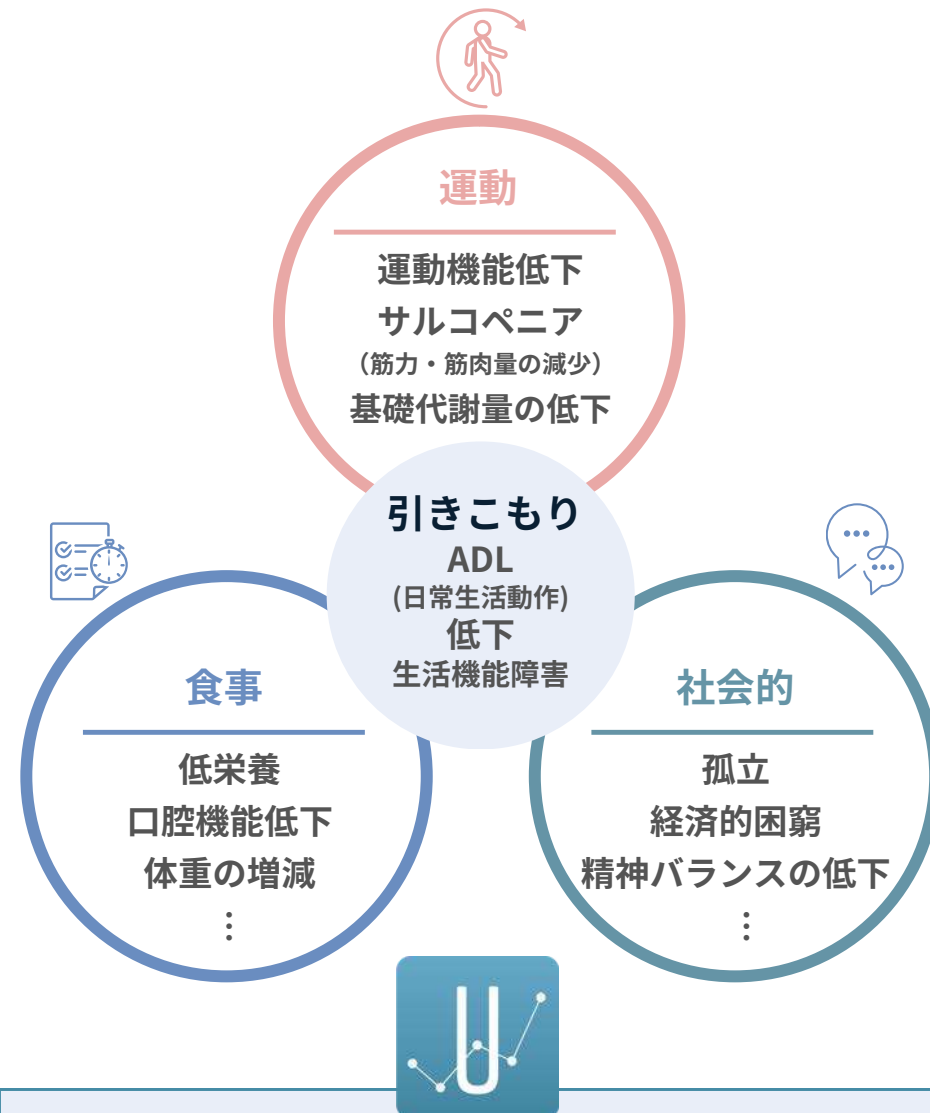 運動
運動機能低下
サルコペニア
（筋力・筋肉量の減少）
基礎代謝量の低下
引きこもり
ADL
(日常生活動作)
低下
生活機能障害
食事
低栄養
口腔機能低下
体重の増減
⋮
社会的
孤立
経済的困窮
精神バランスの低下
⋮
U